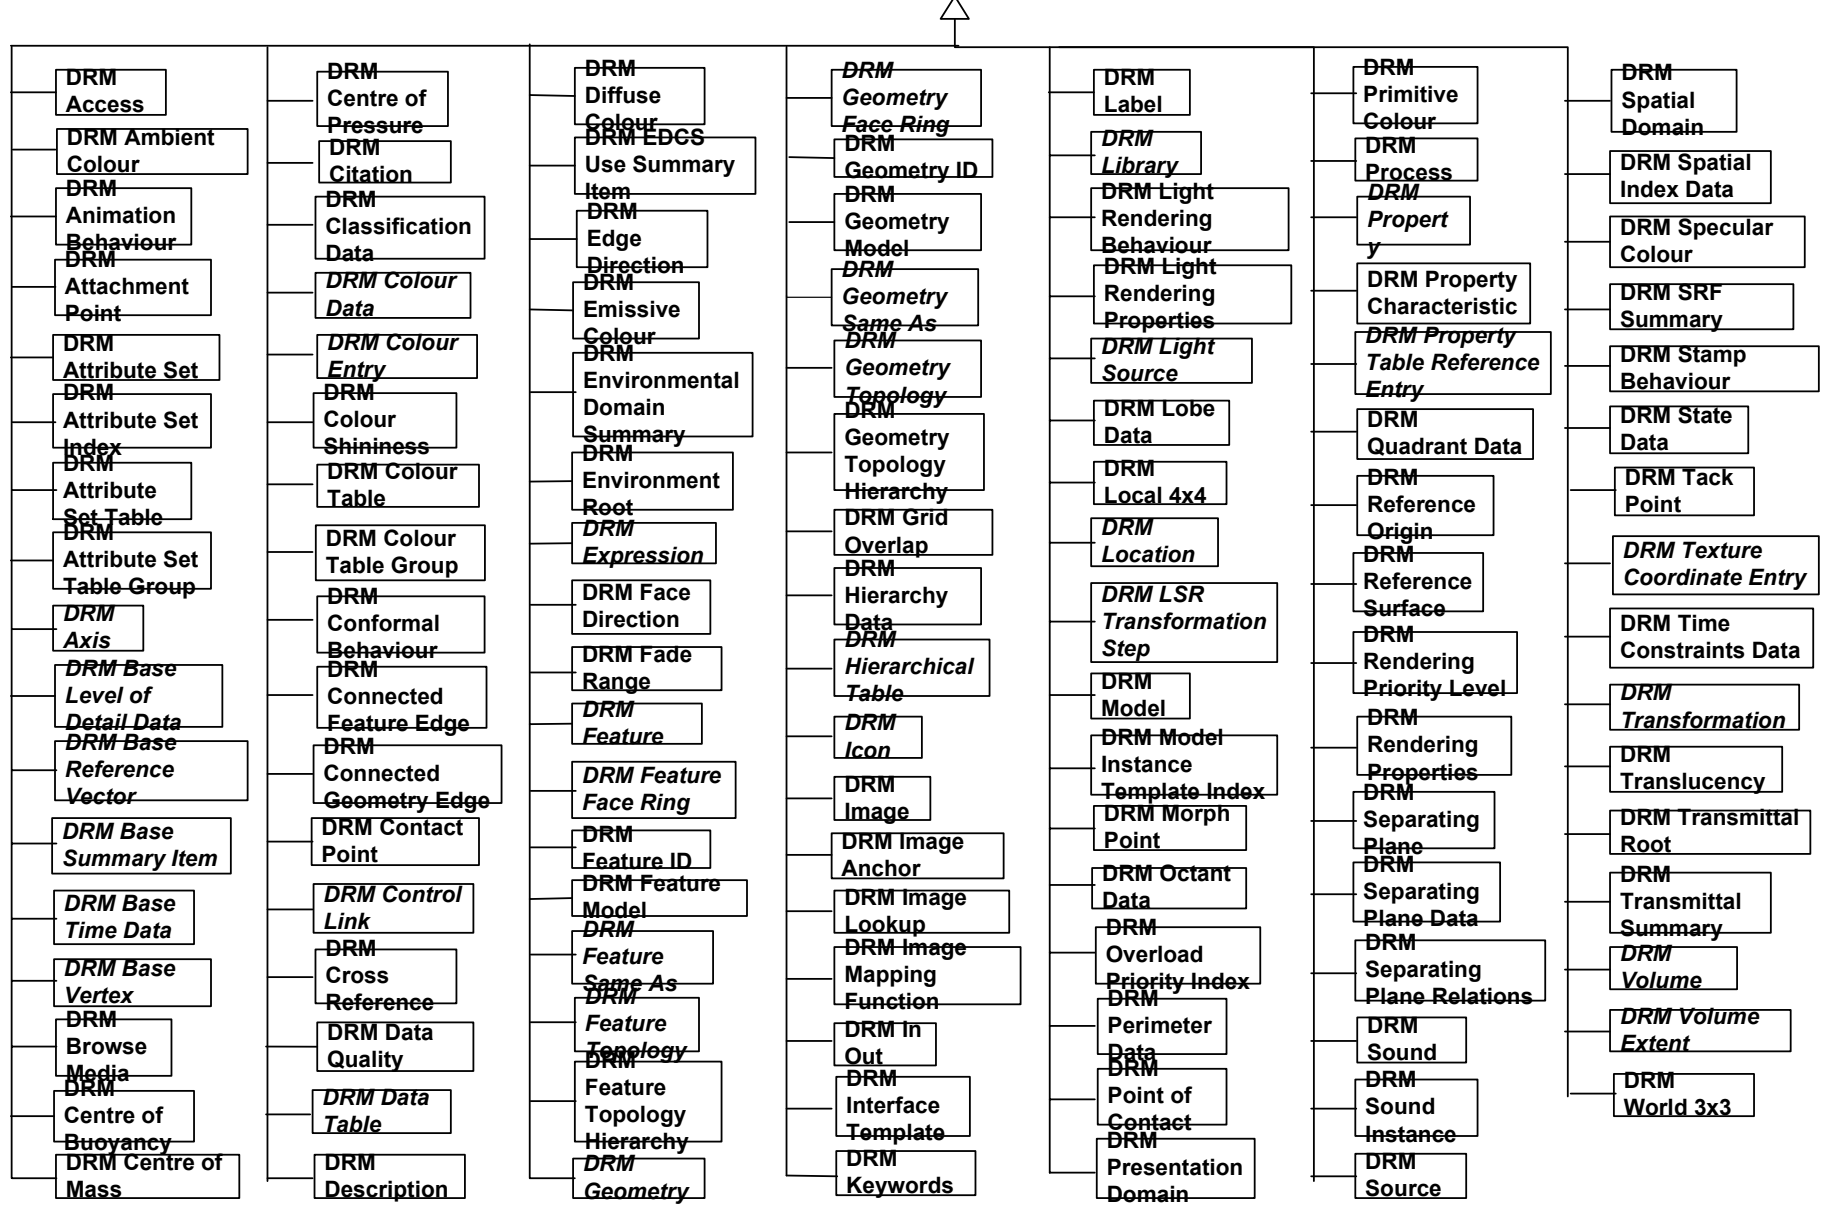 DRM
Access
DRM Ambient
Colour
DRM
Animation
Behaviour
DRM
Attachment
Point
DRM
Attribute Set
DRM
Attribute Set
Index
DRM
Attribute
Set Table
DRM
Attribute Set
Table Group
DRM
Axis
DRM Base
Level of
Detail Data
DRM Base
Reference
Vector
DRM Base
Summary Item
DRM Base
Time Data
DRM Base
Vertex
DRM
Browse
Media
DRM
Centre of
Buoyancy
DRM Centre of
Mass
DRM
Centre of
Pressure
DRM
Citation
DRM
Classification
Data
DRM Colour
Data
DRM Colour
Entry
DRM
Colour
Shininess
DRM Colour
Table
DRM Colour
Table Group
DRM
Conformal
Behaviour
DRM
Connected
Feature Edge
DRM
Connected
Geometry Edge
DRM Contact
Point
DRM Control
Link
DRM
Cross
Reference
DRM Data
Quality
DRM Data
Table
DRM
Description
DRM
Diffuse
Colour
DRM EDCS
Use Summary
Item
DRM
Edge
Direction
DRM
Emissive
Colour
DRM
Environmental
Domain
Summary
DRM
Environment
Root
DRM
Expression
DRM Face
Direction
DRM Fade
Range
DRM
Feature
DRM Feature
Face Ring
DRM
Feature ID
DRM Feature
Model
DRM
Feature
Same As
DRM
Feature
Topology
DRM
Feature
Topology
Hierarchy
DRM
Geometry
DRM
Geometry
Face Ring
DRM
Geometry ID
DRM
Geometry
Model
DRM
Geometry
Same As
DRM
Geometry
Topology
DRM
Geometry
Topology
Hierarchy
DRM Grid
Overlap
DRM
Hierarchy
Data
DRM
Hierarchical
Table
DRM
Icon
DRM
Image
DRM Image
Anchor
DRM Image
Lookup
DRM Image
Mapping
Function
DRM In
Out
DRM
Interface
Template
DRM
Keywords
DRM
Label
DRM
Library
DRM Light
Rendering
Behaviour
DRM Light
Rendering
Properties
DRM Light
Source
DRM Lobe
Data
DRM
Local 4x4
DRM
Location
DRM LSR
Transformation
Step
DRM
Model
DRM Model
Instance
Template Index
DRM Morph
Point
DRM Octant
Data
DRM
Overload
Priority Index
DRM
Perimeter
Data
DRM
Point of
Contact
DRM
Presentation
Domain
DRM
Primitive
Colour
DRM
Process
DRM
Propert
y
DRM Property
Characteristic
DRM Property
Table Reference
Entry
DRM
Quadrant Data
DRM
Reference
Origin
DRM
Reference
Surface
DRM
Rendering
Priority Level
DRM
Rendering
Properties
DRM
Separating
Plane
DRM
Separating
Plane Data
DRM
Separating
Plane Relations
DRM
Sound
DRM
Sound
Instance
DRM
Source
DRM
Spatial
Domain
DRM Spatial
Index Data
DRM Specular
Colour
DRM SRF
Summary
DRM Stamp
Behaviour
DRM State
Data
DRM Tack
Point
DRM Texture
Coordinate Entry
DRM Time
Constraints Data
DRM
Transformation
DRM
Translucency
DRM Transmittal
Root
DRM
Transmittal
Summary
DRM
Volume
DRM Volume
Extent
DRM
World 3x3